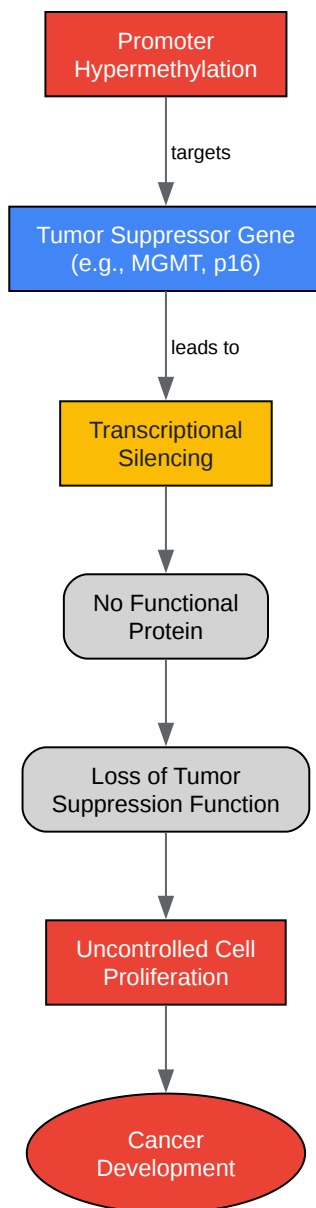 Promoter
Hypermethylation
targets
Tumor Suppressor Gene
(e.g., MGMT, p16)
leads to
Transcriptional
Silencing
No Functional
Protein
Loss of Tumor
Suppression Function
Uncontrolled Cell
Proliferation
Cancer
Development